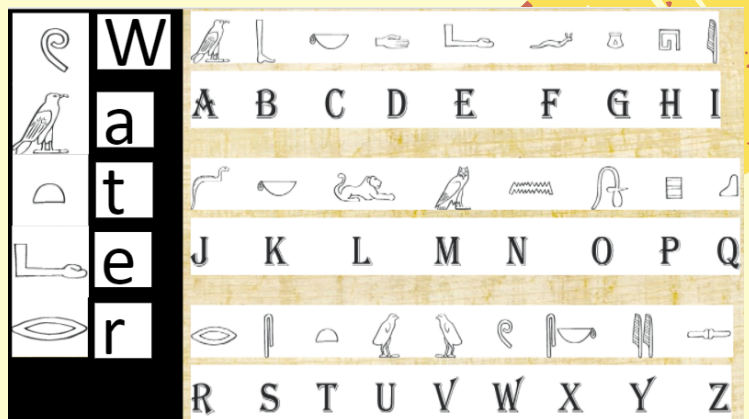 W
a
t
e
r
A B C D E F G H I
J K L M N O P Q
R S T U V W X Y Z